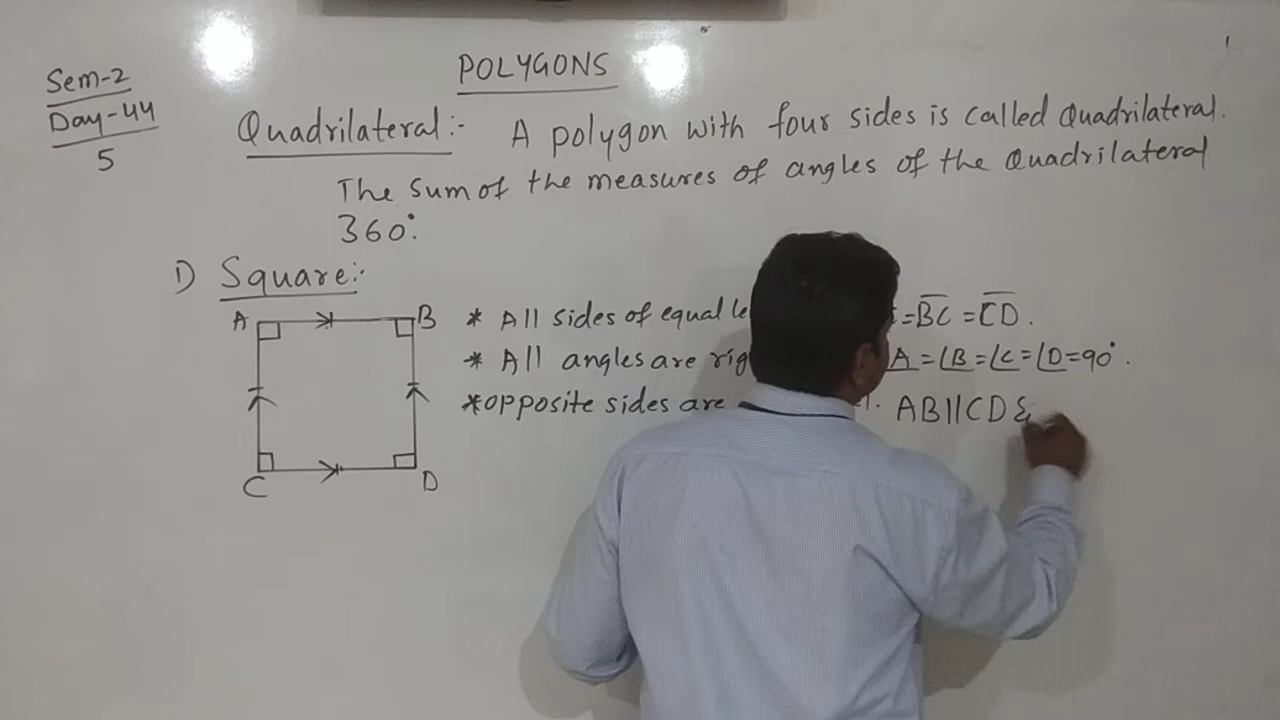 POLYGONS
Sem-2
Day-44
5
Quadrilateral:- A polygon with four sides is called Quadrilateral.
The sum of the measures of angles of the Quadrilateral
360°.
1) Square:-
A
B
C
D
* All sides of equal = BC = CD.
* All angles are A = ∠B = ∠C = ∠D = 90°.
* opposite sides are AB || CD &